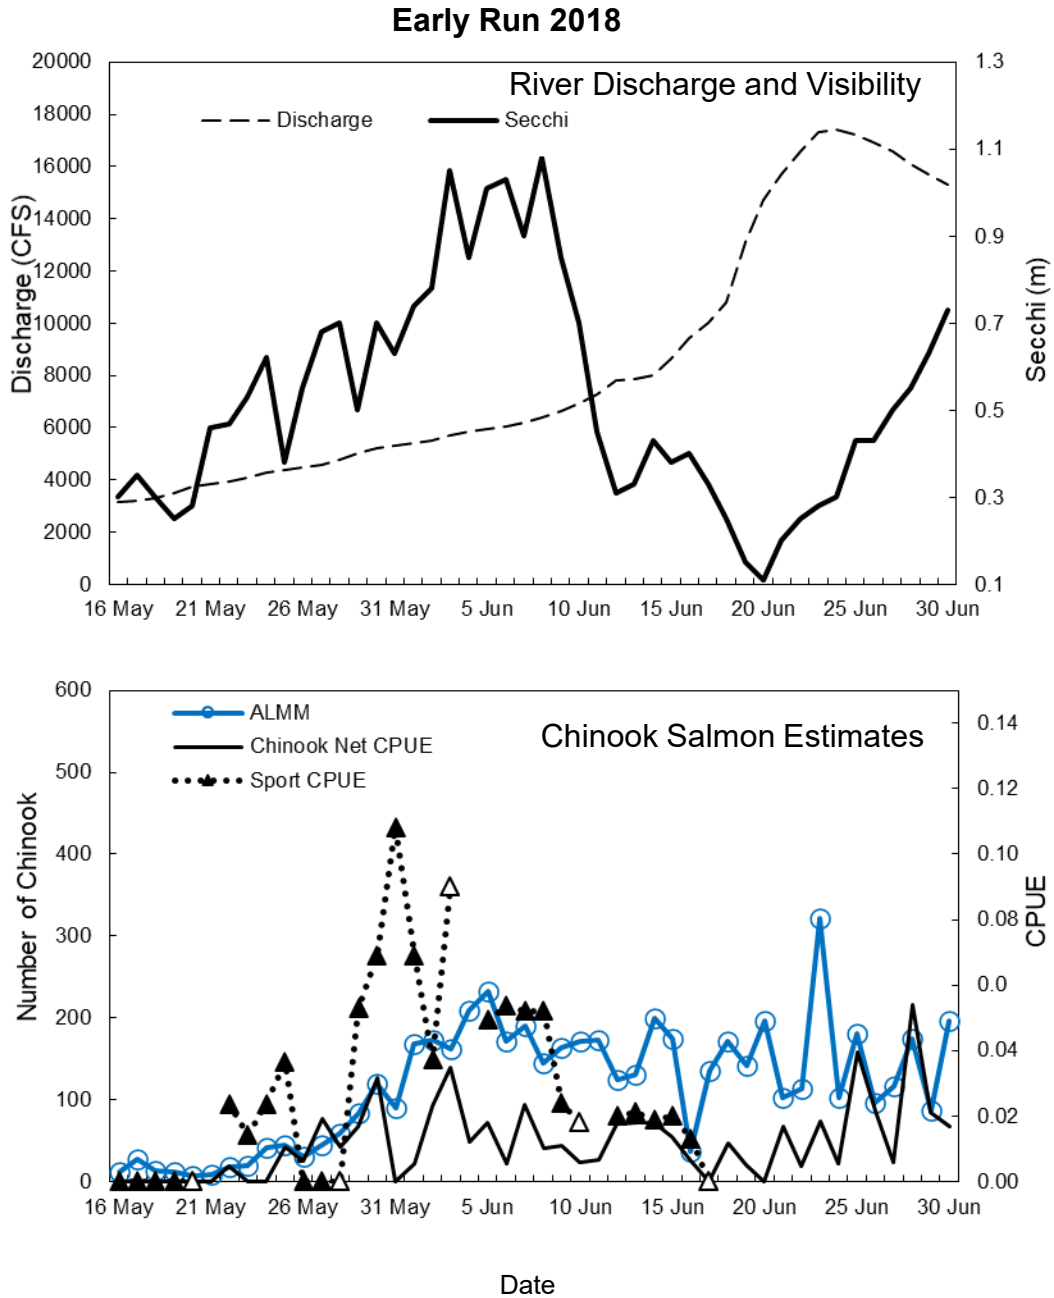 Early Run 2018
River Discharge and Visibility
Discharge
Secchi
20000
18000
16000
14000
12000
10000
8000
6000
4000
2000
0
Discharge (CFS)
1.3
1.1
0.9
0.7
0.5
0.3
0.1
Secchi (m)
16 May 21 May 26 May 31 May 5 Jun 10 Jun 15 Jun 20 Jun 30 Jun
Chinook Salmon Estimates
ALMM
Chinook Net CPUE
Sport CPUE
600
500
400
300
200
100
0
Number of Chinook
0.14
0.12
0.10
0.08
0.0
0.04
0.02
0.00
CPUE
16 May 21 May 26 May 31 May 5 Jun 10 Jun 15 Jun 20 Jun 25 Jun 30 Jun
Date